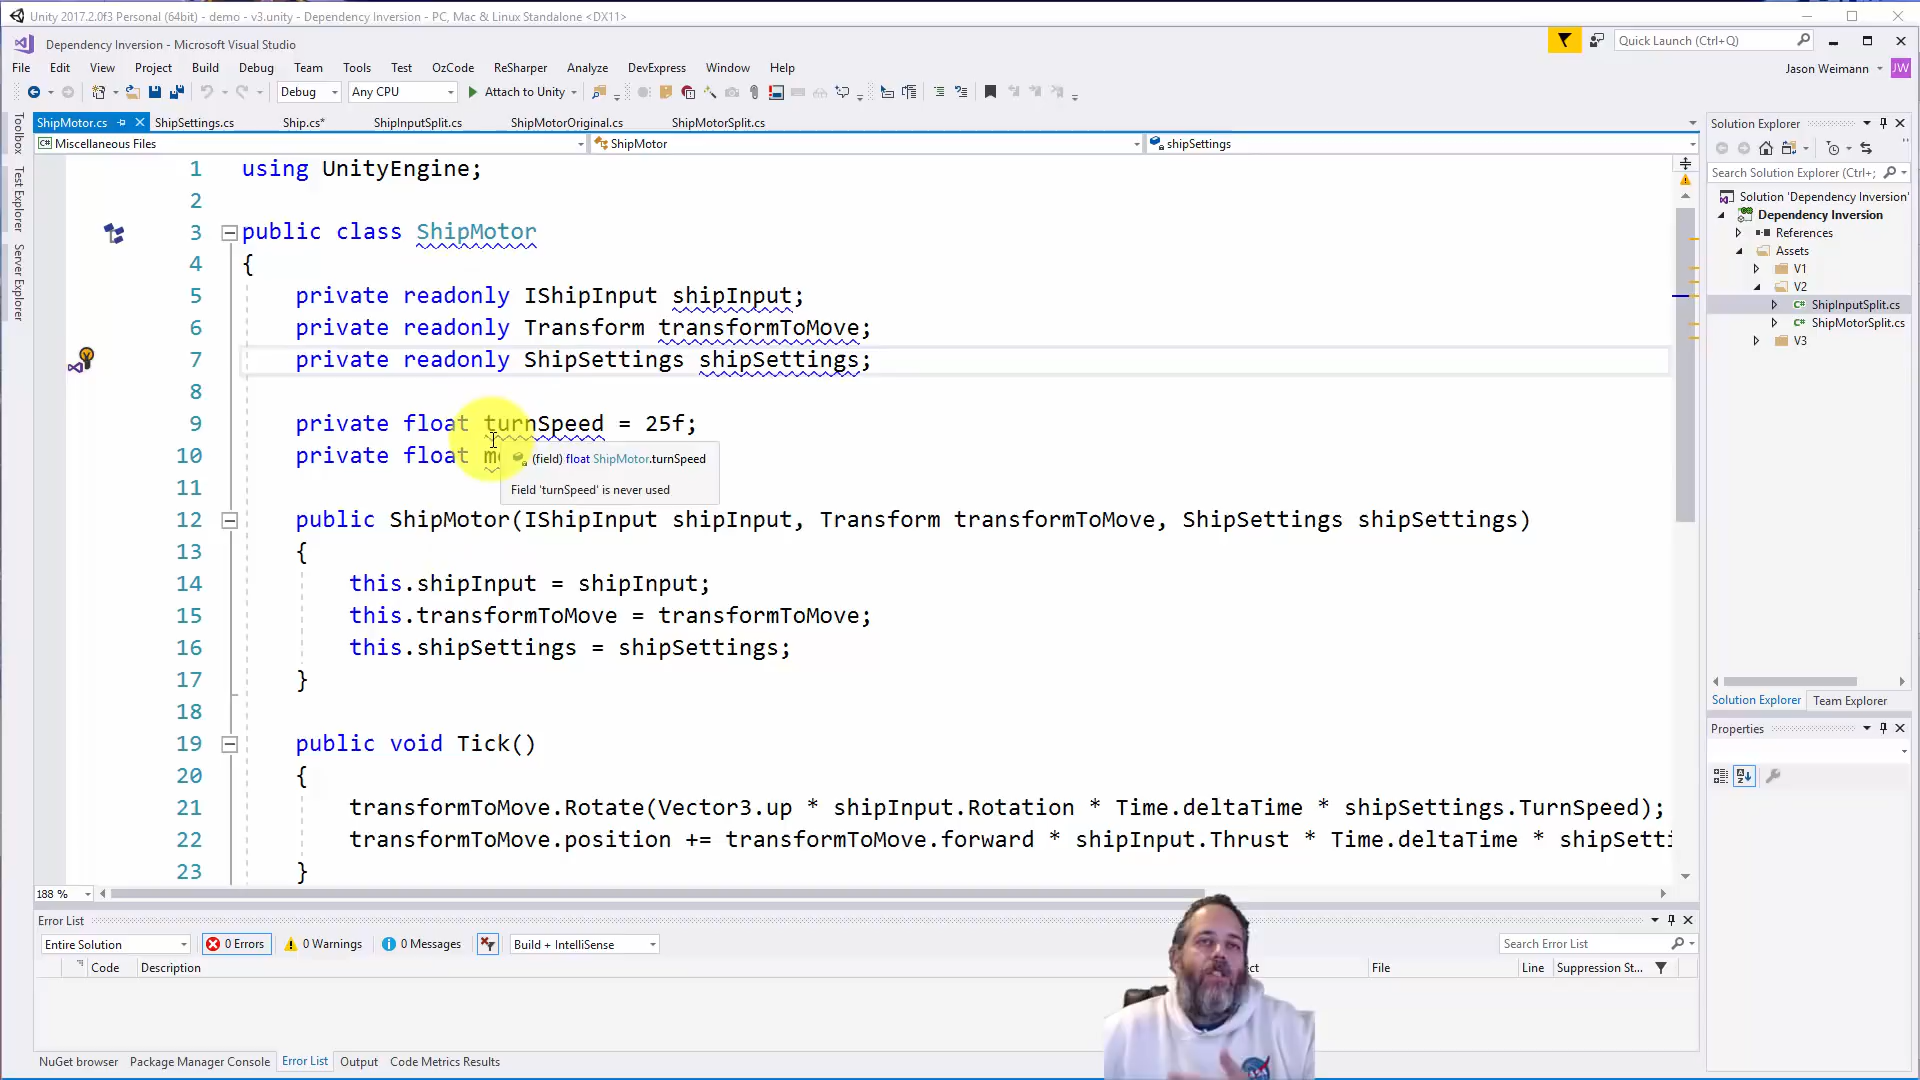 Unity 2017.2.0f3 Personal (64bit) - demo - v3.unity - Dependency Inversion - PC, Mac & Linux Standalone <DX11>
Dependency Inversion - Microsoft Visual Studio
Quick Launch (Ctrl+Q)
File Edit View Project Build Debug Team Tools Test OzCode ReSharper Analyze DevExpress Window Help
Jason Weimann JW
Debug Any CPU Attach to Unity
ShipMotor.cs ShipSettings.cs Ship.cs* ShipInputSplit.cs ShipMotorOriginal.cs ShipMotorSplit.cs
Miscellaneous Files ShipMotor shipSettings
Toolbox
Test Explorer
Server Explorer
1 using UnityEngine;
2
3 public class ShipMotor
4 {
5 private readonly IShipInput shipInput;
6 private readonly Transform transformToMove;
7 private readonly ShipSettings shipSettings;
8
9 private float turnSpeed = 25f;
10 private float m
(field) float ShipMotor.turnSpeed
Field 'turnSpeed' is never used
11
12 public ShipMotor(IShipInput shipInput, Transform transformToMove, ShipSettings shipSettings)
13 {
14 this.shipInput = shipInput;
15 this.transformToMove = transformToMove;
16 this.shipSettings = shipSettings;
17 }
18
19 public void Tick()
20 {
21 transformToMove.Rotate(Vector3.up * shipInput.Rotation * Time.deltaTime * shipSettings.TurnSpeed);
22 transformToMove.position += transformToMove.forward * shipInput.Thrust * Time.deltaTime * shipSetti
23 }
188 %
Solution Explorer
Search Solution Explorer (Ctrl+;
Solution 'Dependency Inversion'
Dependency Inversion
References
Assets
V1
V2
C# ShipInputSplit.cs
C# ShipMotorSplit.cs
V3
Solution Explorer Team Explorer
Properties
Error List
Entire Solution 0 Errors 0 Warnings 0 Messages Build + IntelliSense Search Error List
Code Description ct File Line Suppression St...
NuGet browser Package Manager Console Error List Output Code Metrics Results